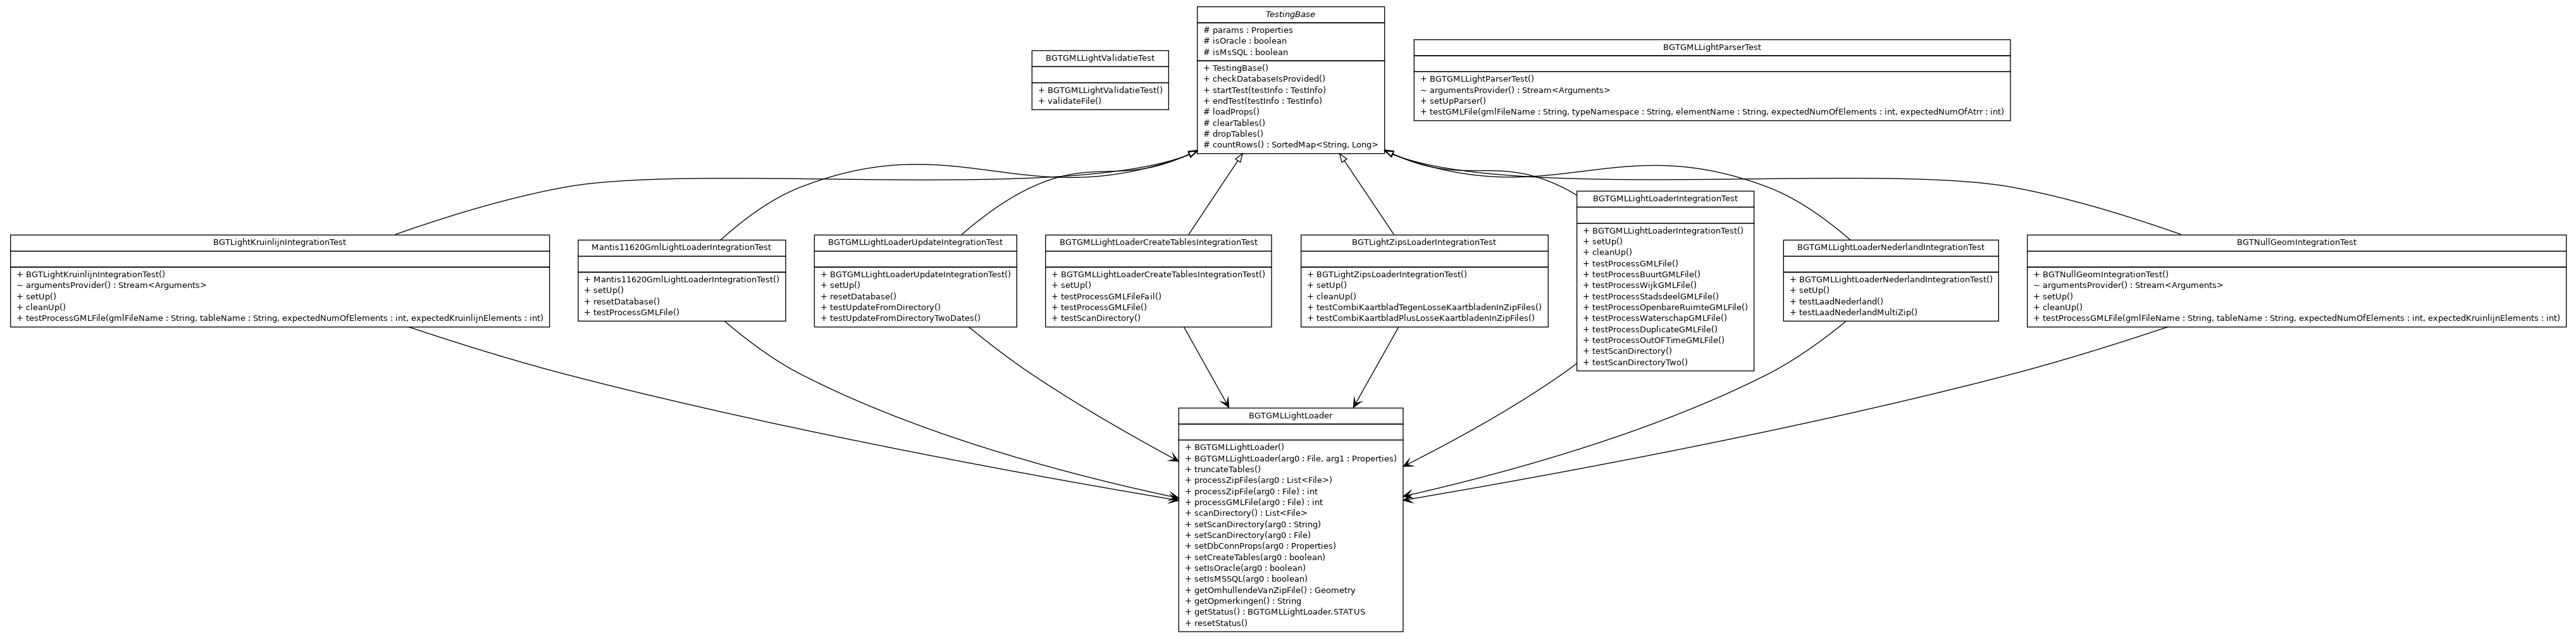 TestingBase
# params : Properties
# isOracle : boolean
# isMsSQL : boolean
+ TestingBase()
+ checkDatabaseIsProvided()
+ startTest(testInfo : TestInfo)
+ endTest(testInfo : TestInfo)
# loadProps()
# clearTables()
# dropTables()
# countRows() : SortedMap<String, Long>
BGTGMLLightValidatieTest
+ BGTGMLLightValidatieTest()
+ validateFile()
BGTGMLLightParserTest
+ BGTGMLLightParserTest()
~ argumentsProvider() : Stream<Arguments>
+ setUpParser()
+ testGMLFile(gmlFileName : String, typeNamespace : String, elementName : String, expectedNumOfElements : int, expectedNumOfAtrr : int)
BGTLightKruinlijnIntegrationTest
+ BGTLightKruinlijnIntegrationTest()
~ argumentsProvider() : Stream<Arguments>
+ setUp()
+ cleanUp()
+ testProcessGMLFile(gmlFileName : String, tableName : String, expectedNumOfElements : int, expectedKruinlijnElements : int)
Mantis11620GmlLightLoaderIntegrationTest
+ Mantis11620GmlLightLoaderIntegrationTest()
+ setUp()
+ resetDatabase()
+ testProcessGMLFile()
BGTGMLLightLoaderUpdateIntegrationTest
+ BGTGMLLightLoaderUpdateIntegrationTest()
+ setUp()
+ resetDatabase()
+ testUpdateFromDirectory()
+ testUpdateFromDirectoryTwoDates()
BGTGMLLightLoaderCreateTablesIntegrationTest
+ BGTGMLLightLoaderCreateTablesIntegrationTest()
+ setUp()
+ testProcessGMLFileFail()
+ testProcessGMLFile()
+ testScanDirectory()
BGTLightZipsLoaderIntegrationTest
+ BGTLightZipsLoaderIntegrationTest()
+ setUp()
+ cleanUp()
+ testCombiKaartbladTegenLosseKaartbladenInZipFiles()
+ testCombiKaartbladPlusLosseKaartbladenInZipFiles()
BGTGMLLightLoaderIntegrationTest
+ BGTGMLLightLoaderIntegrationTest()
+ setUp()
+ cleanUp()
+ testProcessGMLFile()
+ testProcessBuurtGMLFile()
+ testProcessWijkGMLFile()
+ testProcessStadsdeelGMLFile()
+ testProcessOpenbareRuimteGMLFile()
+ testProcessWaterschapGMLFile()
+ testProcessDuplicateGMLFile()
+ testProcessOutOFTimeGMLFile()
+ testScanDirectory()
+ testScanDirectoryTwo()
BGTGMLLightLoaderNederlandIntegrationTest
+ BGTGMLLightLoaderNederlandIntegrationTest()
+ setUp()
+ testLaadNederland()
+ testLaadNederlandMultiZip()
BGTNullGeomIntegrationTest
+ BGTNullGeomIntegrationTest()
~ argumentsProvider() : Stream<Arguments>
+ setUp()
+ cleanUp()
+ testProcessGMLFile(gmlFileName : String, tableName : String, expectedNumOfElements : int, expectedKruinlijnElements : int)
BGTGMLLightLoader
+ BGTGMLLightLoader()
+ BGTGMLLightLoader(arg0 : File, arg1 : Properties)
+ truncateTables()
+ processZipFiles(arg0 : List<File>)
+ processZipFile(arg0 : File) : int
+ processGMLFile(arg0 : File) : int
+ scanDirectory() : List<File>
+ setScanDirectory(arg0 : String)
+ setScanDirectory(arg0 : File)
+ setDbConnProps(arg0 : Properties)
+ setCreateTables(arg0 : boolean)
+ setIsOracle(arg0 : boolean)
+ setIsMSSQL(arg0 : boolean)
+ getOmhullendeVanZipFile() : Geometry
+ getOpmerkingen() : String
+ getStatus() : BGTGMLLightLoader.STATUS
+ resetStatus()